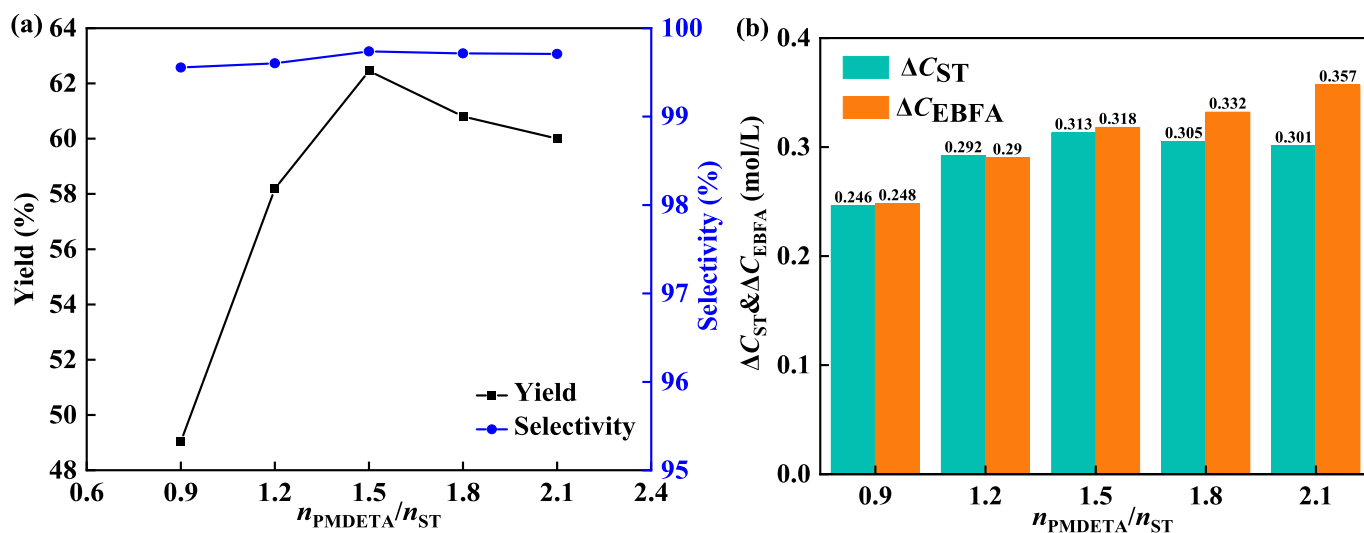 (a)
64
62
60
58
56
54
52
50
48
Yield (%)
100
99
98
97
96
95
Selectivity (%)
Yield
Selectivity
0.6 0.9 1.2 1.5 1.8 2.1 2.4
nPMDETA/nST
(b)
0.4
0.3
0.2
0.1
0.0
ΔCST&ΔCEBFA (mol/L)
ΔCST
ΔCEBFA
0.246 0.248 0.292 0.29 0.313 0.318 0.305 0.332 0.301 0.357
0.9 1.2 1.5 1.8 2.1
nPMDETA/nST